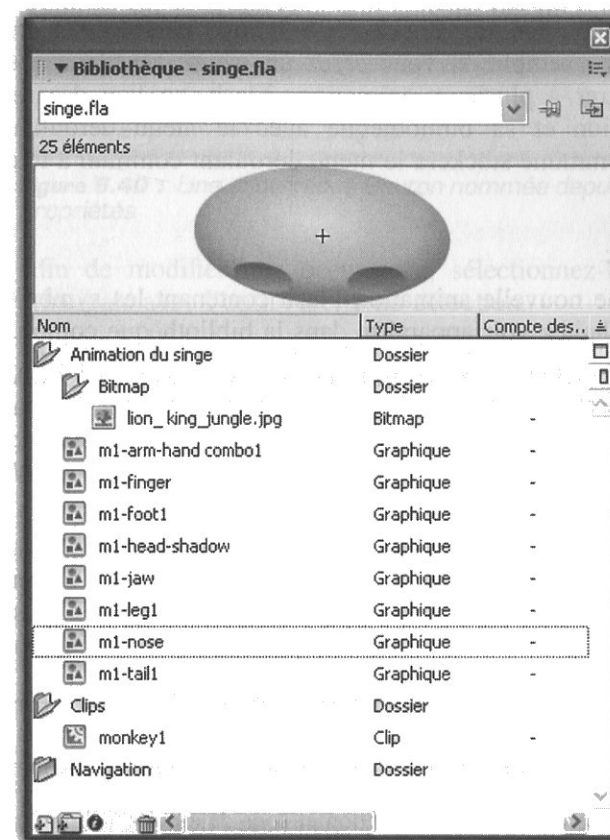 Bibliothèque - singe.fla
singe.fla
25 éléments
Nom Type Compte des..
Animation du singe Dossier
Bitmap Dossier
lion_king_jungle.jpg Bitmap -
m1-arm-hand combo1 Graphique -
m1-finger Graphique -
m1-foot1 Graphique -
m1-head-shadow Graphique -
m1-jaw Graphique -
m1-leg1 Graphique -
m1-nose Graphique -
m1-tail1 Graphique -
Clips Dossier
monkey1 Clip -
Navigation Dossier